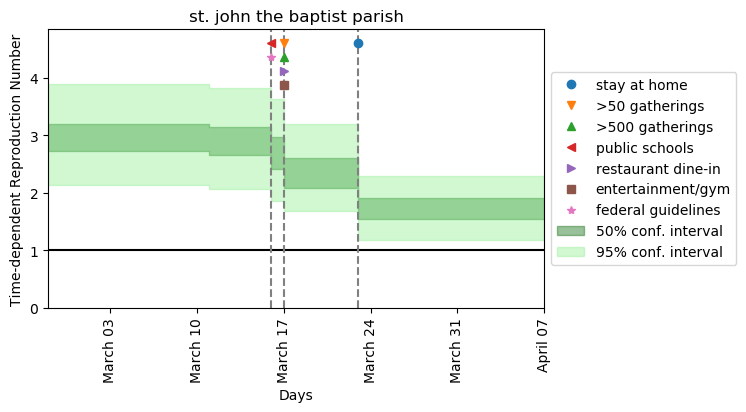 st. john the baptist parish
Time-dependent Reproduction Number
4
3
2
1
0
March 03
March 10
March 17
March 24
March 31
April 07
Days
stay at home
>50 gatherings
>500 gatherings
public schools
restaurant dine-in
entertainment/gym
federal guidelines
50% conf. interval
95% conf. interval